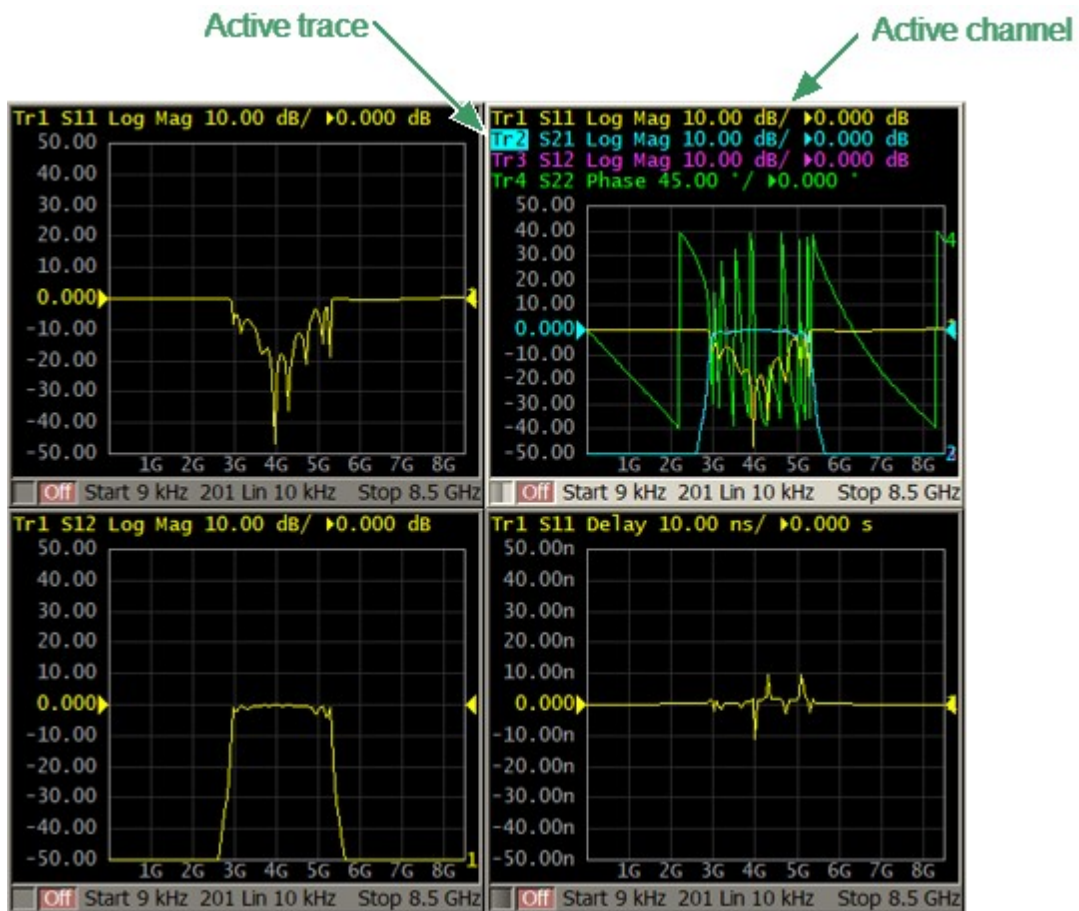 Active trace
Active channel
Tr1 S11 Log Mag 10.00 dB/ ▶0.000 dB
50.00
40.00
30.00
20.00
10.00
0.000
-10.00
-20.00
-30.00
-40.00
-50.00
1G 2G 3G 4G 5G 6G 7G 8G
Off Start 9 kHz 201 Lin 10 kHz Stop 8.5 GHz
Tr1 S11 Log Mag 10.00 dB/ ▶0.000 dB
Tr2 S21 Log Mag 10.00 dB/ ▶0.000 dB
Tr3 S12 Log Mag 10.00 dB/ ▶0.000 dB
Tr4 S22 Phase 45.00 °/ ▶0.000 °
50.00
40.00
30.00
20.00
10.00
0.000
-10.00
-20.00
-30.00
-40.00
-50.00
4
2
1G 2G 3G 4G 5G 6G 7G 8G
Off Start 9 kHz 201 Lin 10 kHz Stop 8.5 GHz
Tr1 S12 Log Mag 10.00 dB/ ▶0.000 dB
50.00
40.00
30.00
20.00
10.00
0.000
-10.00
-20.00
-30.00
-40.00
-50.00
1
1G 2G 3G 4G 5G 6G 7G 8G
Off Start 9 kHz 201 Lin 10 kHz Stop 8.5 GHz
Tr1 S11 Delay 10.00 ns/ ▶0.000 s
50.00n
40.00n
30.00n
20.00n
10.00n
0.000
-10.00n
-20.00n
-30.00n
-40.00n
-50.00n
1G 2G 3G 4G 5G 6G 7G 8G
Off Start 9 kHz 201 Lin 10 kHz Stop 8.5 GHz